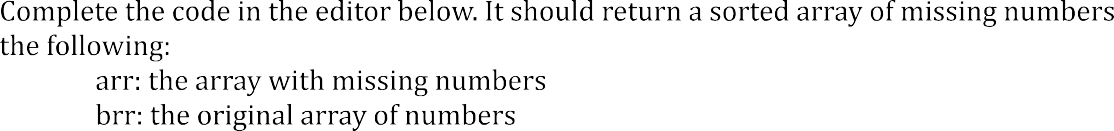 Complete the code in the editor below. It should return a sorted array of missing numbers
the following:
arr: the array with missing numbers
brr: the original array of numbers